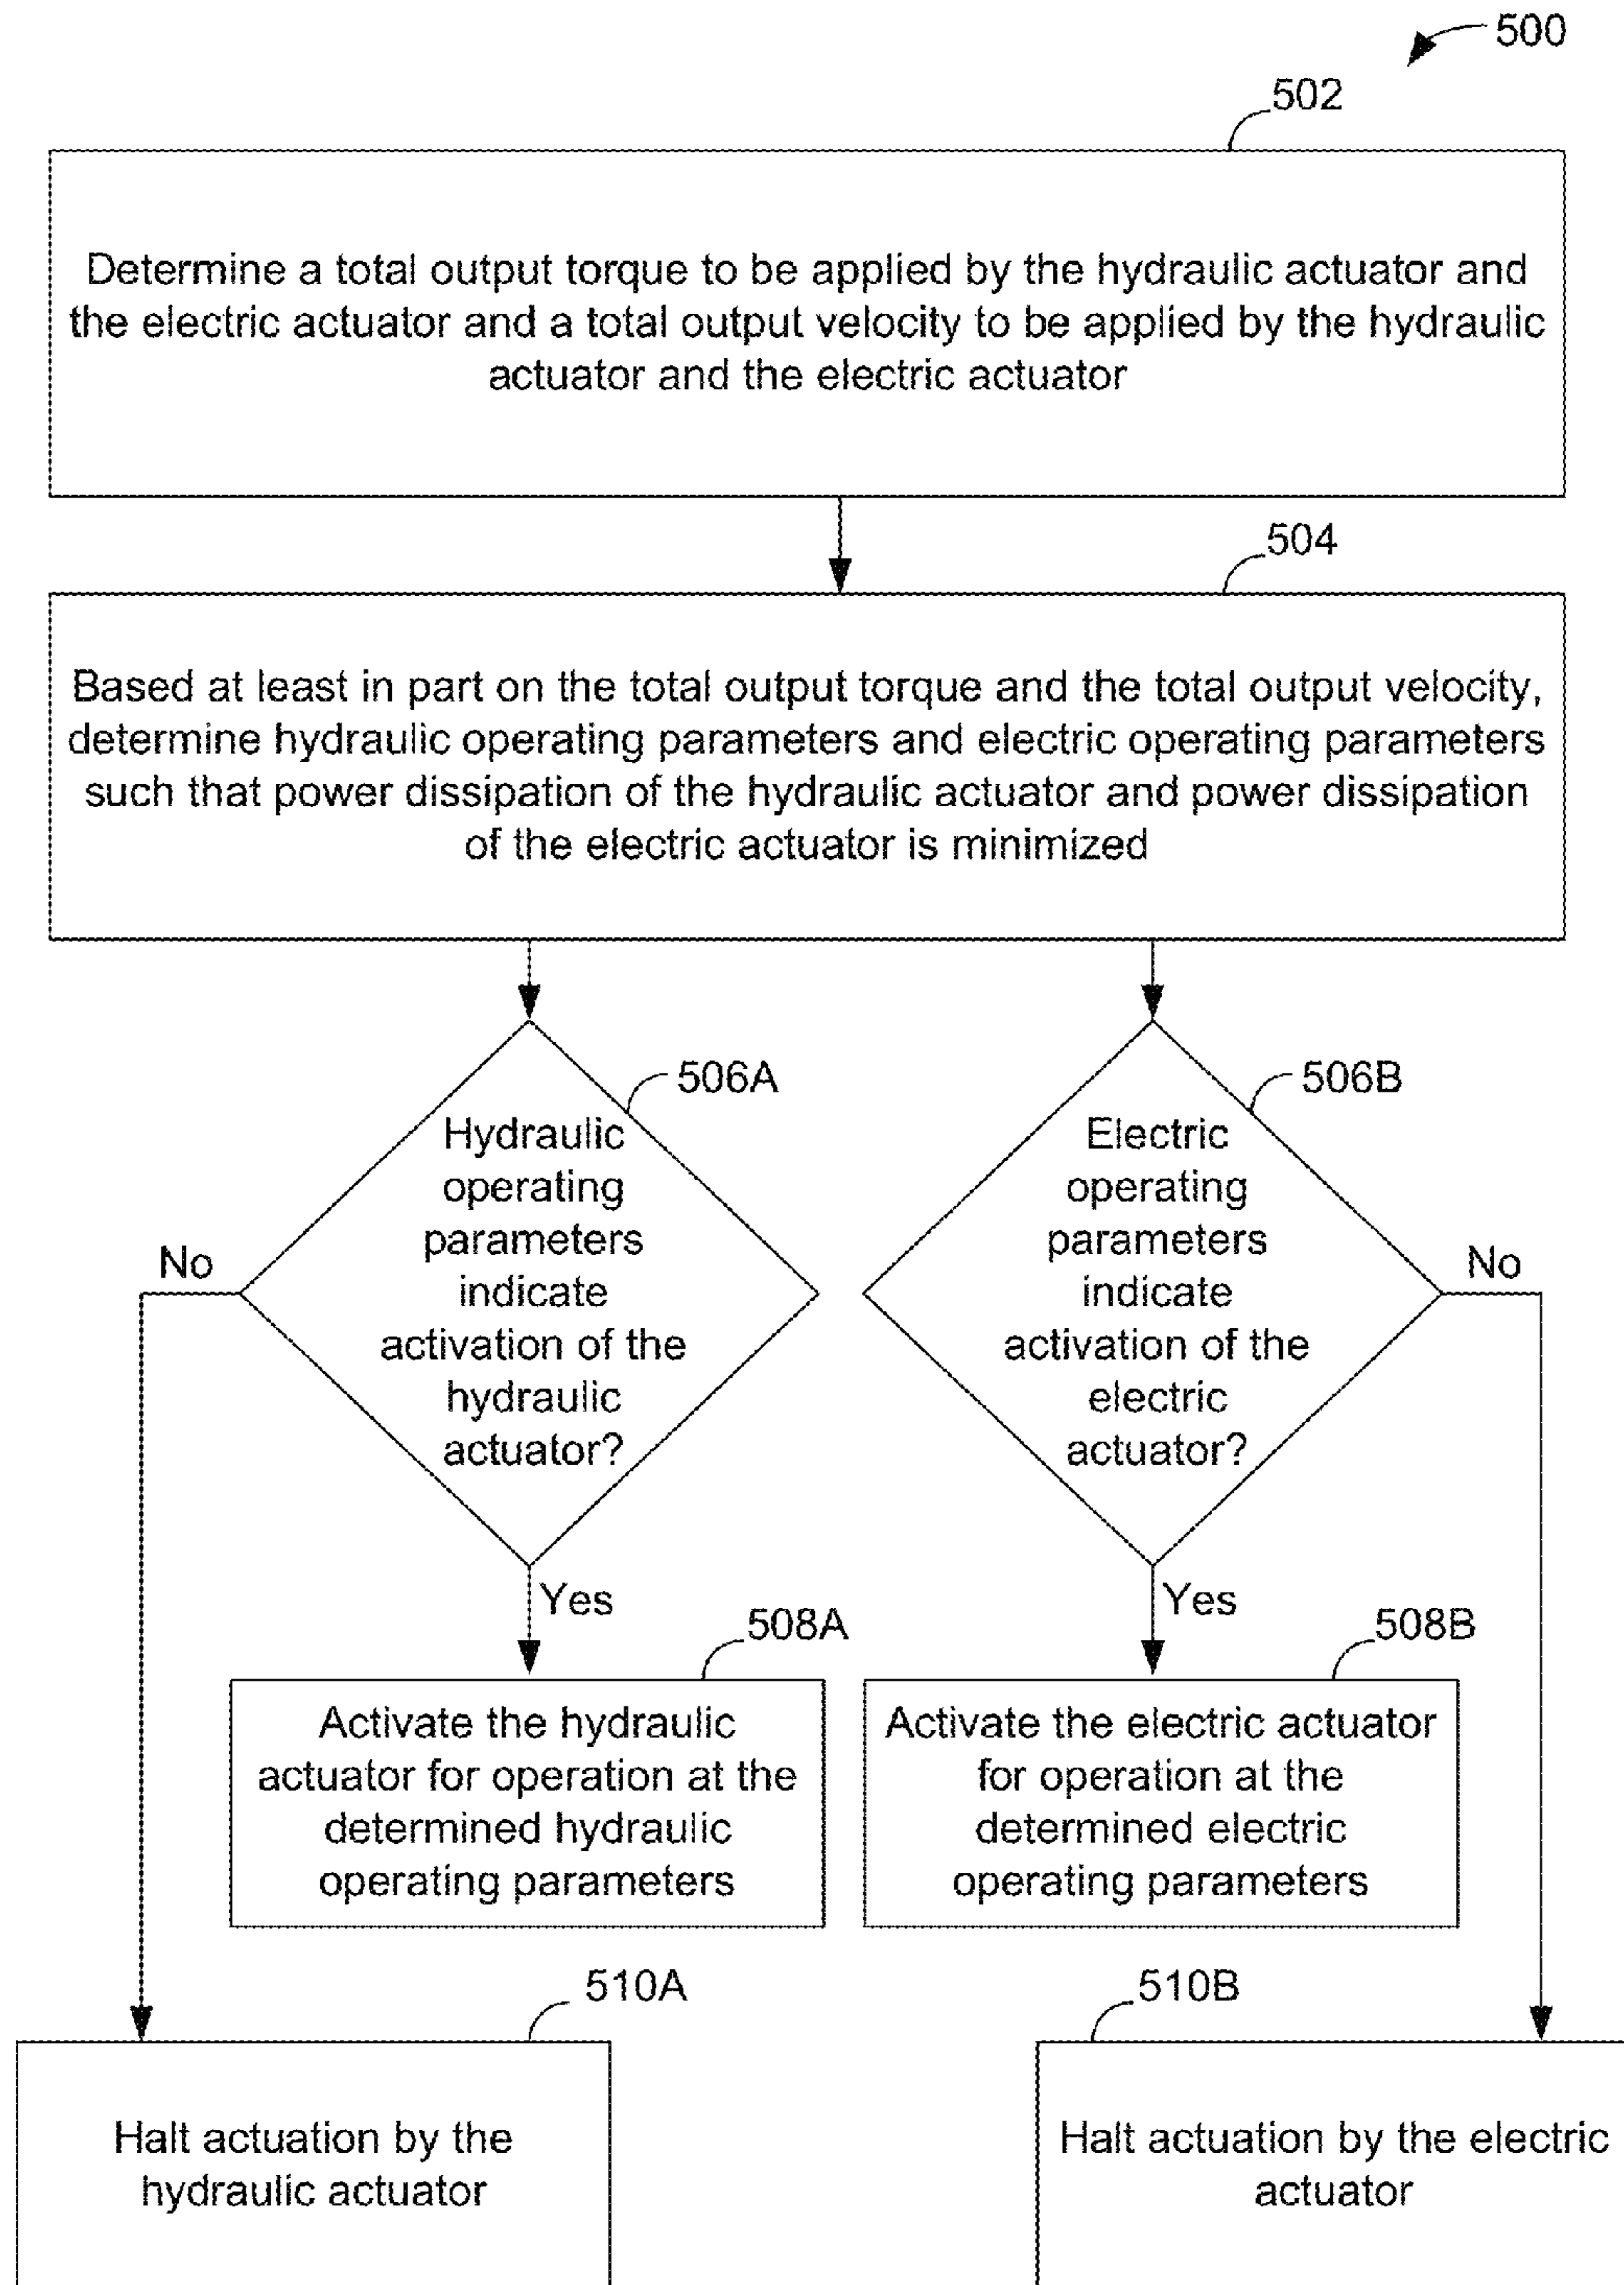 500
502
Determine a total output torque to be applied by the hydraulic actuator and
the electric actuator and a total output velocity to be applied by the hydraulic
actuator and the electric actuator
504
Based at least in part on the total output torque and the total output velocity,
determine hydraulic operating parameters and electric operating parameters
such that power dissipation of the hydraulic actuator and power dissipation
of the electric actuator is minimized
506A
Hydraulic
operating
parameters
indicate
activation of the
hydraulic
actuator?
No
Yes
506B
Electric
operating
parameters
indicate
activation of the
electric
actuator?
No
Yes
508A
Activate the hydraulic
actuator for operation at the
determined hydraulic
operating parameters
508B
Activate the electric actuator
for operation at the
determined electric
operating parameters
510A
Halt actuation by the
hydraulic actuator
510B
Halt actuation by the electric
actuator